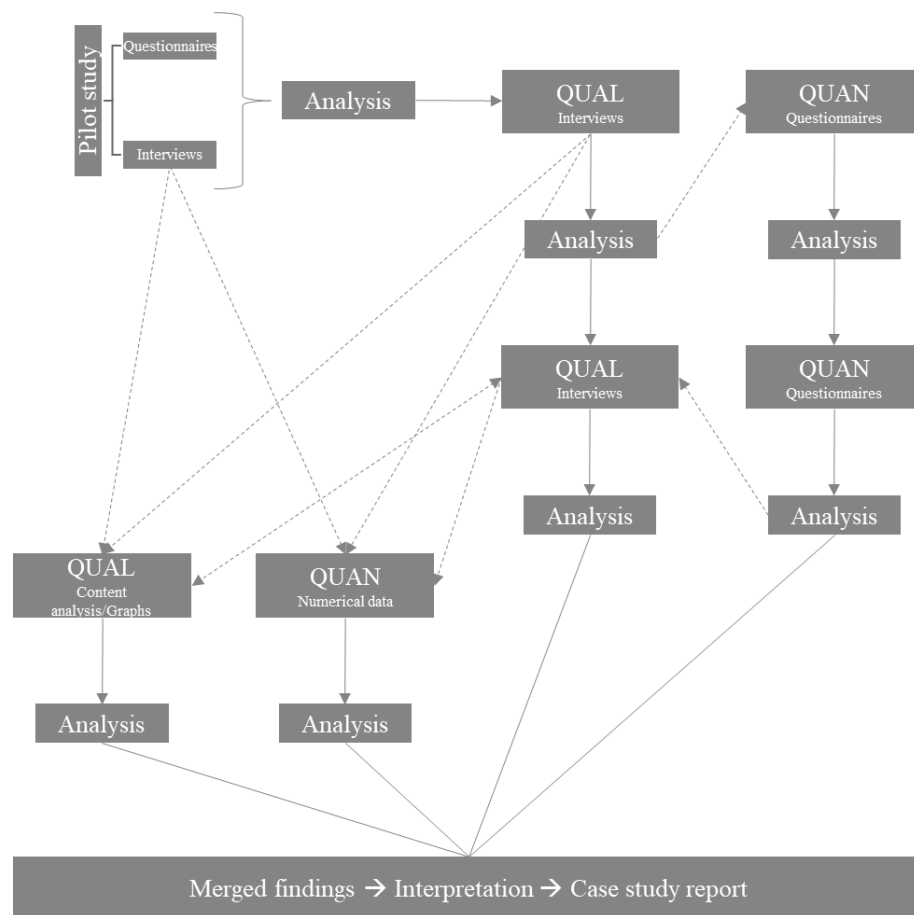 Pilot study
Questionnaires
Interviews
Analysis
QUAL
Interviews
QUAN
Questionnaires
Analysis
Analysis
QUAL
Interviews
QUAN
Questionnaires
Analysis
Analysis
QUAL
Content
analysis/Graphs
QUAN
Numerical data
Analysis
Analysis
Merged findings → Interpretation → Case study report